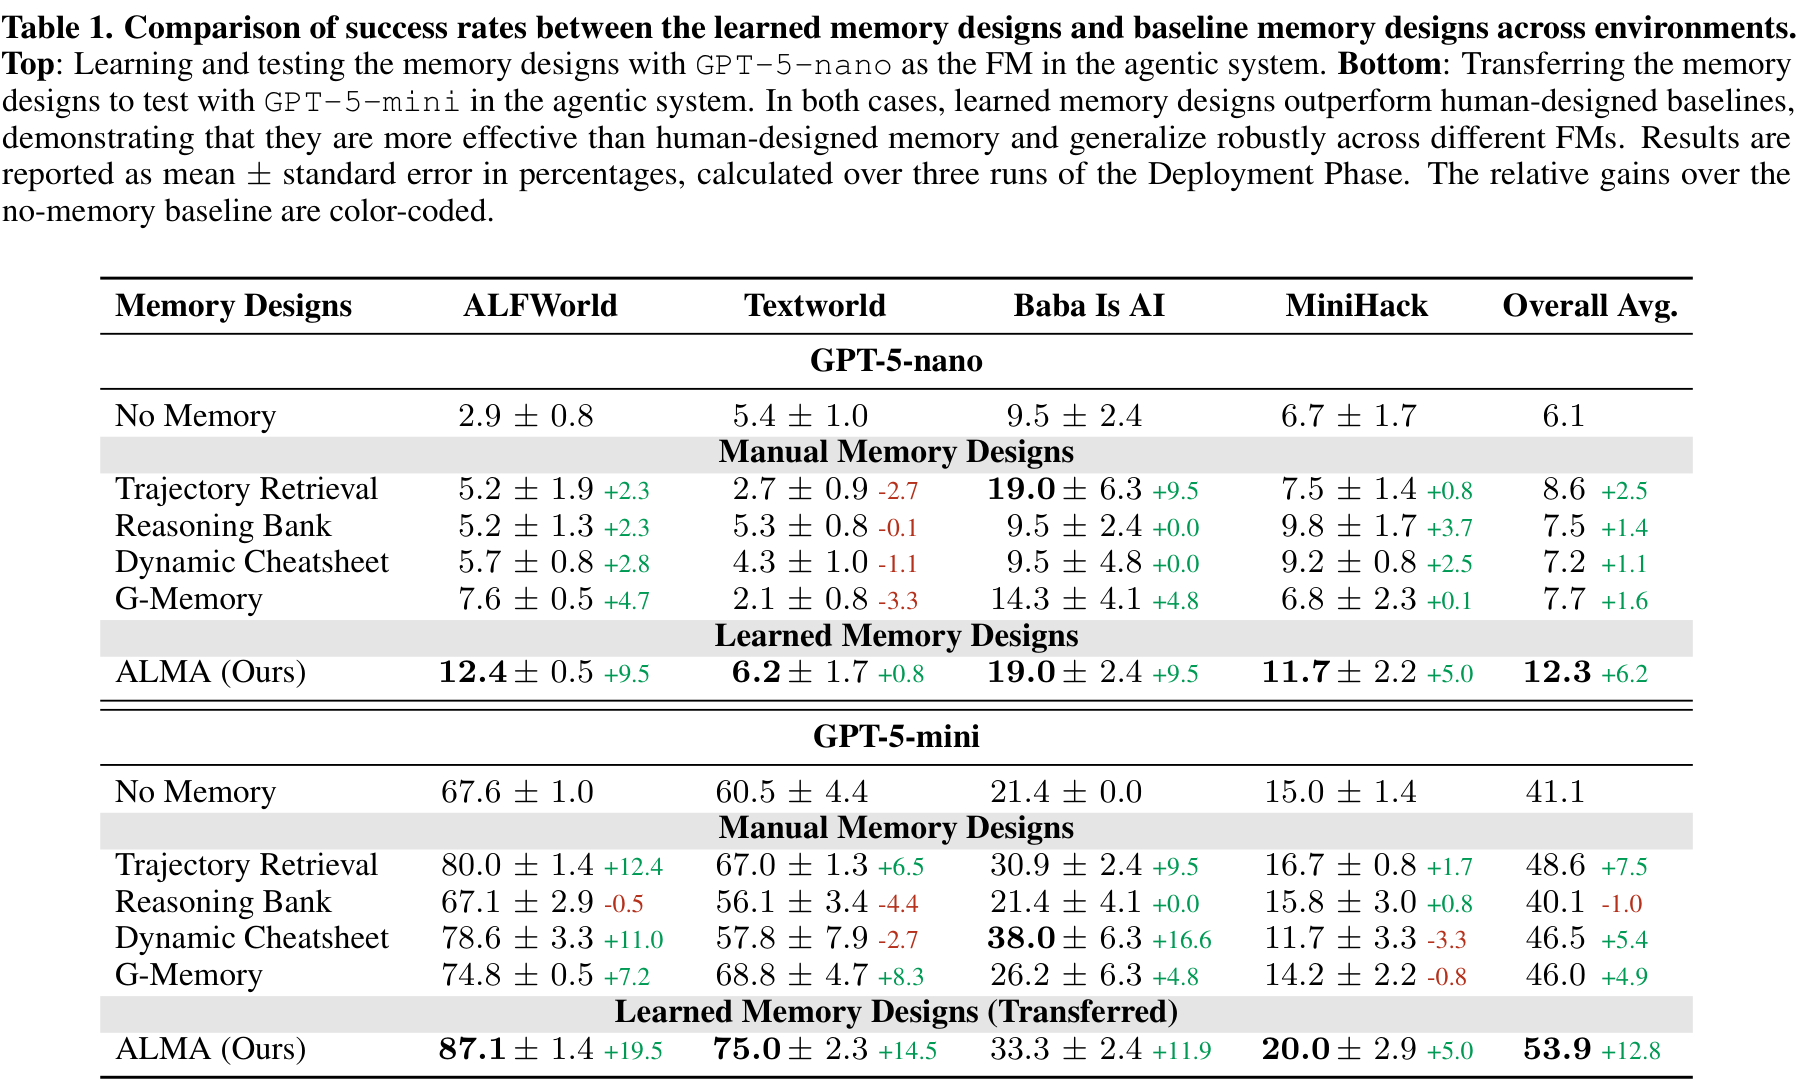 Table 1. Comparison of success rates between the learned memory designs and baseline memory designs across environments.
Top: Learning and testing the memory designs with GPT-5-nano as the FM in the agentic system. Bottom: Transferring the memory
designs to test with GPT-5-mini in the agentic system. In both cases, learned memory designs outperform human-designed baselines,
demonstrating that they are more effective than human-designed memory and generalize robustly across different FMs. Results are
reported as mean ± standard error in percentages, calculated over three runs of the Deployment Phase. The relative gains over the
no-memory baseline are color-coded.
Memory Designs ALFWorld Textworld Baba Is AI MiniHack Overall Avg.
GPT-5-nano
No Memory 2.9 ± 0.8 5.4 ± 1.0 9.5 ± 2.4 6.7 ± 1.7 6.1
Manual Memory Designs
Trajectory Retrieval 5.2 ± 1.9 +2.3 2.7 ± 0.9 -2.7 19.0 ± 6.3 +9.5 7.5 ± 1.4 +0.8 8.6 +2.5
Reasoning Bank 5.2 ± 1.3 +2.3 5.3 ± 0.8 -0.1 9.5 ± 2.4 +0.0 9.8 ± 1.7 +3.7 7.5 +1.4
Dynamic Cheatsheet 5.7 ± 0.8 +2.8 4.3 ± 1.0 -1.1 9.5 ± 4.8 +0.0 9.2 ± 0.8 +2.5 7.2 +1.1
G-Memory 7.6 ± 0.5 +4.7 2.1 ± 0.8 -3.3 14.3 ± 4.1 +4.8 6.8 ± 2.3 +0.1 7.7 +1.6
Learned Memory Designs
ALMA (Ours) 12.4 ± 0.5 +9.5 6.2 ± 1.7 +0.8 19.0 ± 2.4 +9.5 11.7 ± 2.2 +5.0 12.3 +6.2
GPT-5-mini
No Memory 67.6 ± 1.0 60.5 ± 4.4 21.4 ± 0.0 15.0 ± 1.4 41.1
Manual Memory Designs
Trajectory Retrieval 80.0 ± 1.4 +12.4 67.0 ± 1.3 +6.5 30.9 ± 2.4 +9.5 16.7 ± 0.8 +1.7 48.6 +7.5
Reasoning Bank 67.1 ± 2.9 -0.5 56.1 ± 3.4 -4.4 21.4 ± 4.1 +0.0 15.8 ± 3.0 +0.8 40.1 -1.0
Dynamic Cheatsheet 78.6 ± 3.3 +11.0 57.8 ± 7.9 -2.7 38.0 ± 6.3 +16.6 11.7 ± 3.3 -3.3 46.5 +5.4
G-Memory 74.8 ± 0.5 +7.2 68.8 ± 4.7 +8.3 26.2 ± 6.3 +4.8 14.2 ± 2.2 -0.8 46.0 +4.9
Learned Memory Designs (Transferred)
ALMA (Ours) 87.1 ± 1.4 +19.5 75.0 ± 2.3 +14.5 33.3 ± 2.4 +11.9 20.0 ± 2.9 +5.0 53.9 +12.8